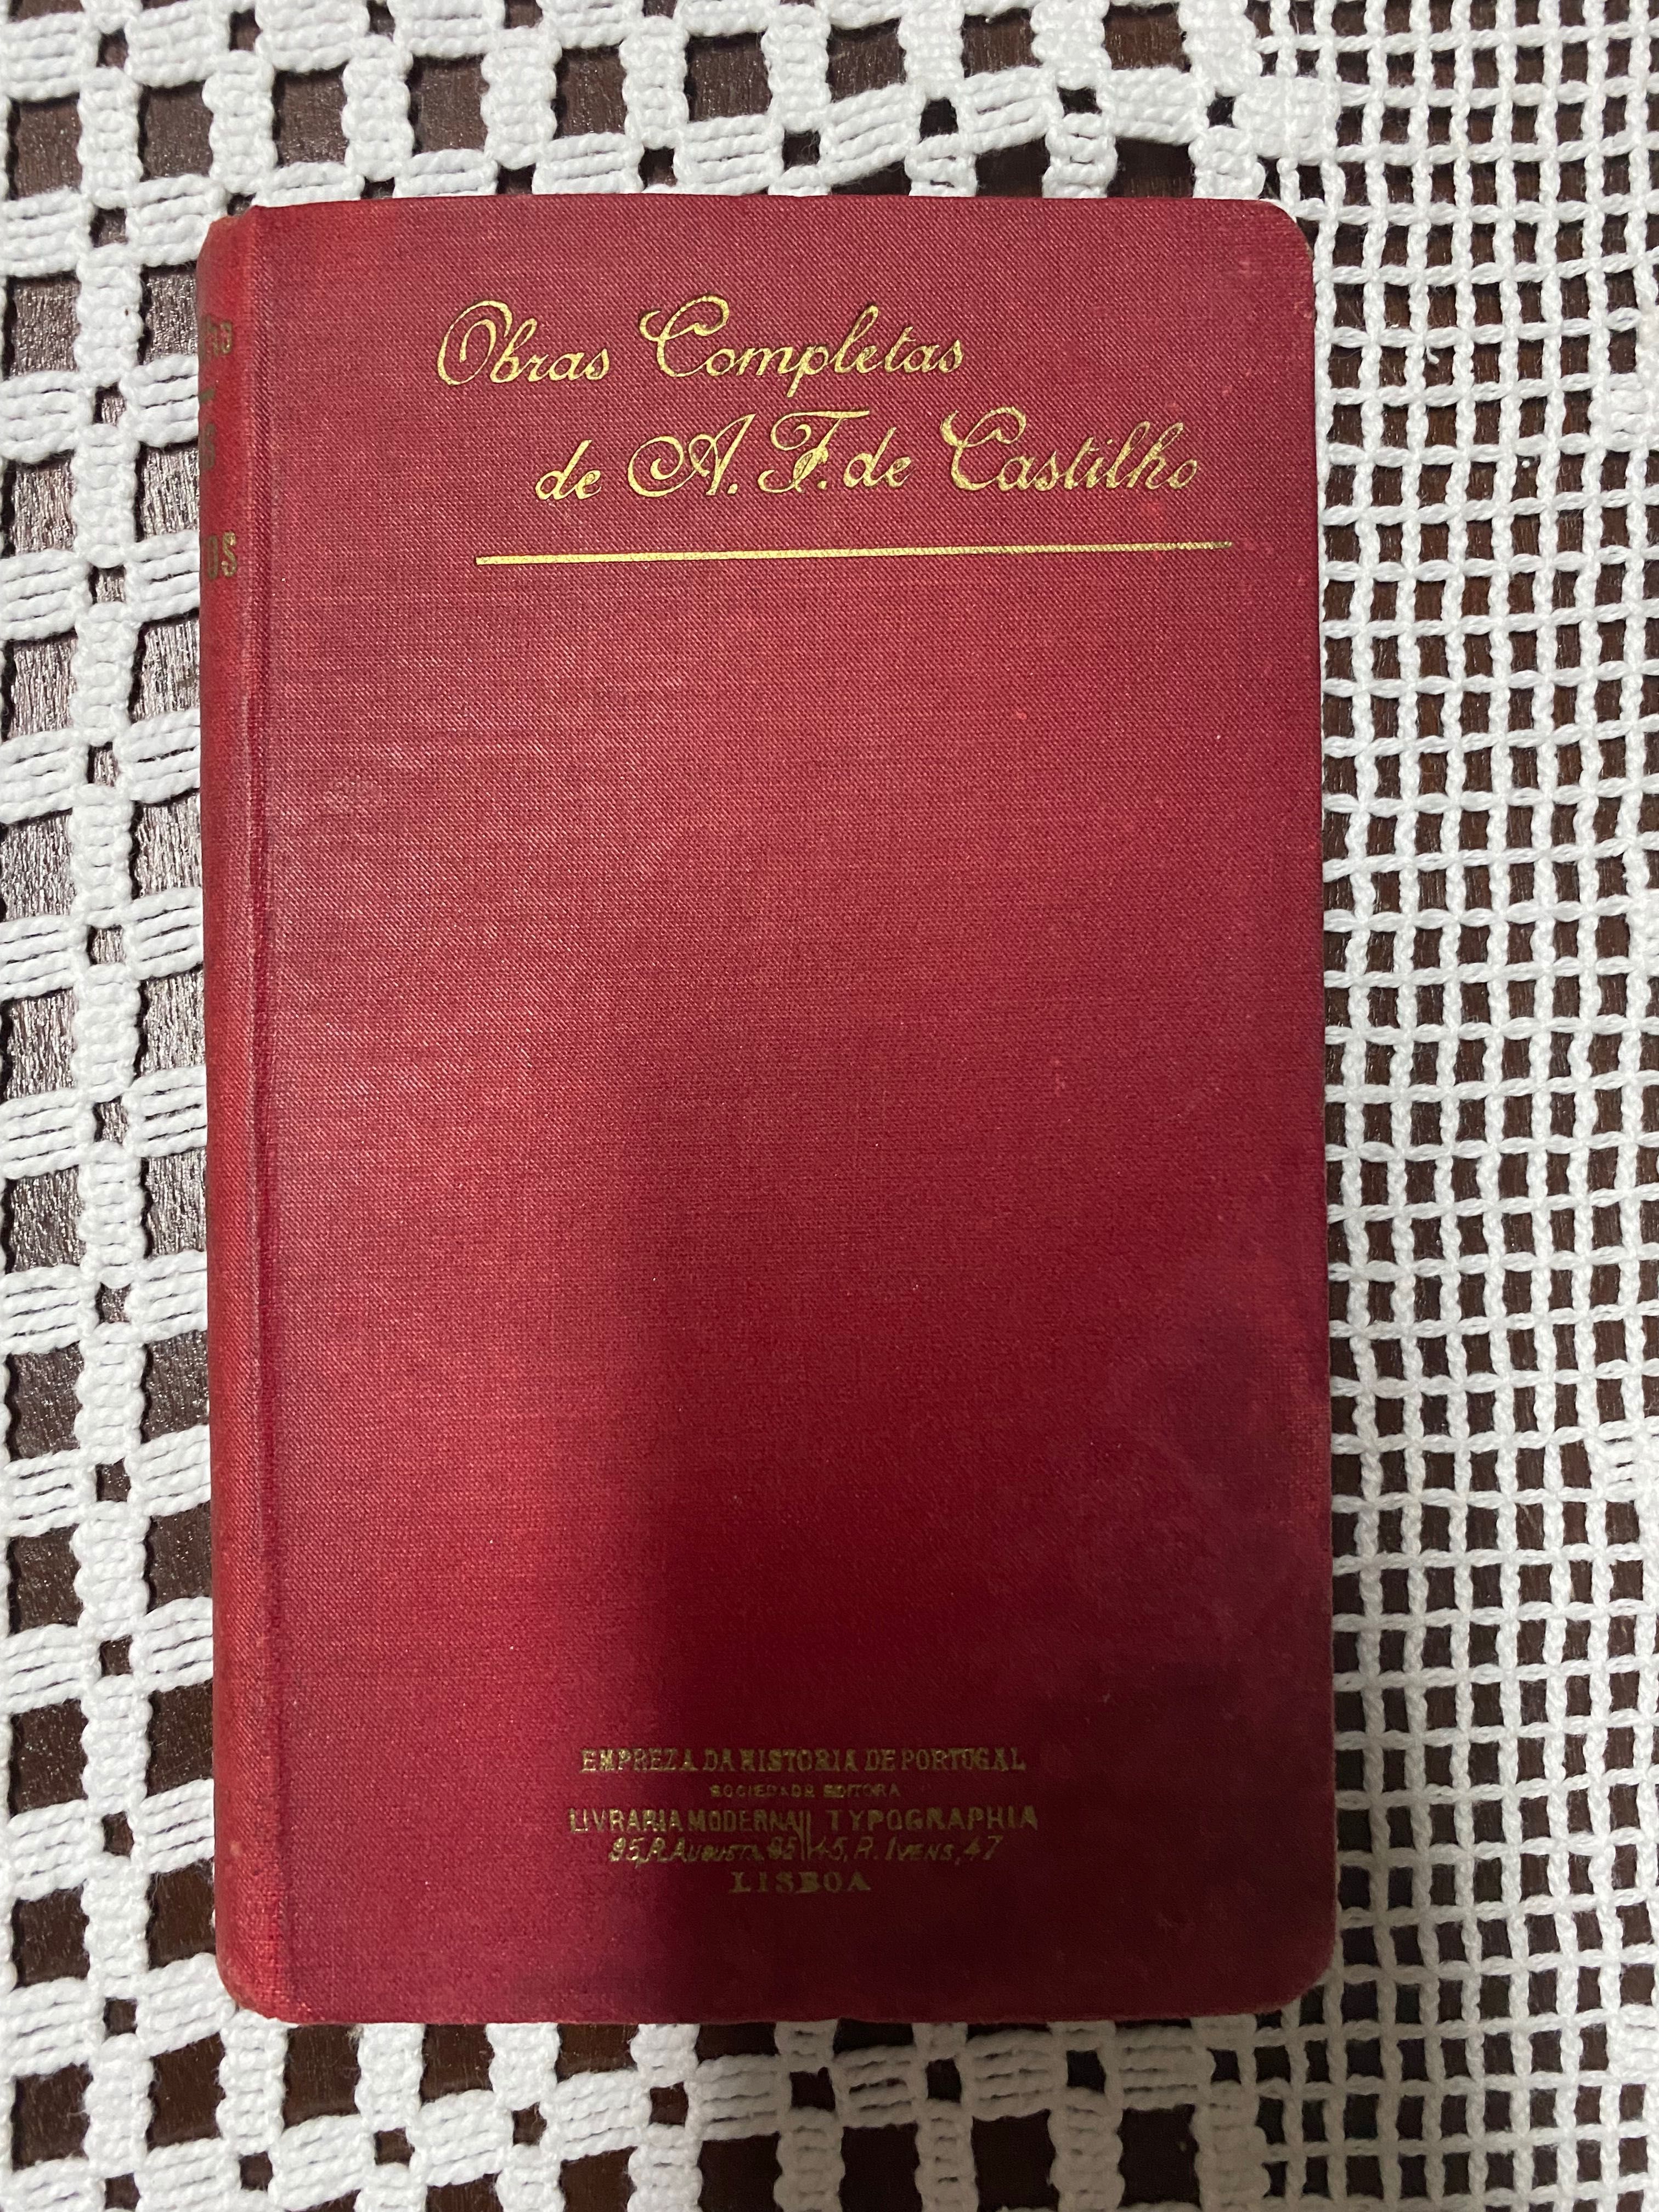 Obras Completas
de A. F. de Castilho
EMPREZA DA HISTORIA DE PORTUGAL
SOCIEDADE EDITORA
LIVRARIA MODERNA || TYPOGRAPHIA
95, R. Augusta, 95 || 45, R. Ivens, 47
LISBOA